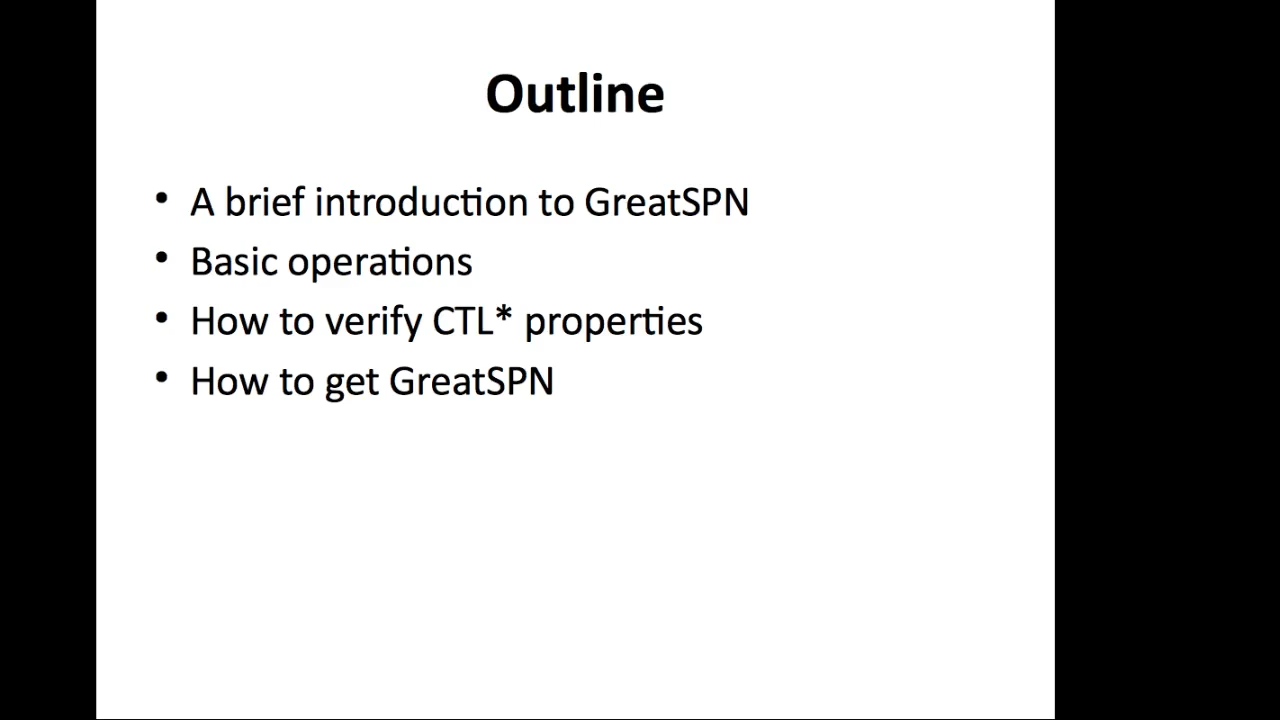 Outline
• A brief introduction to GreatSPN
• Basic operations
• How to verify CTL* properties
• How to get GreatSPN